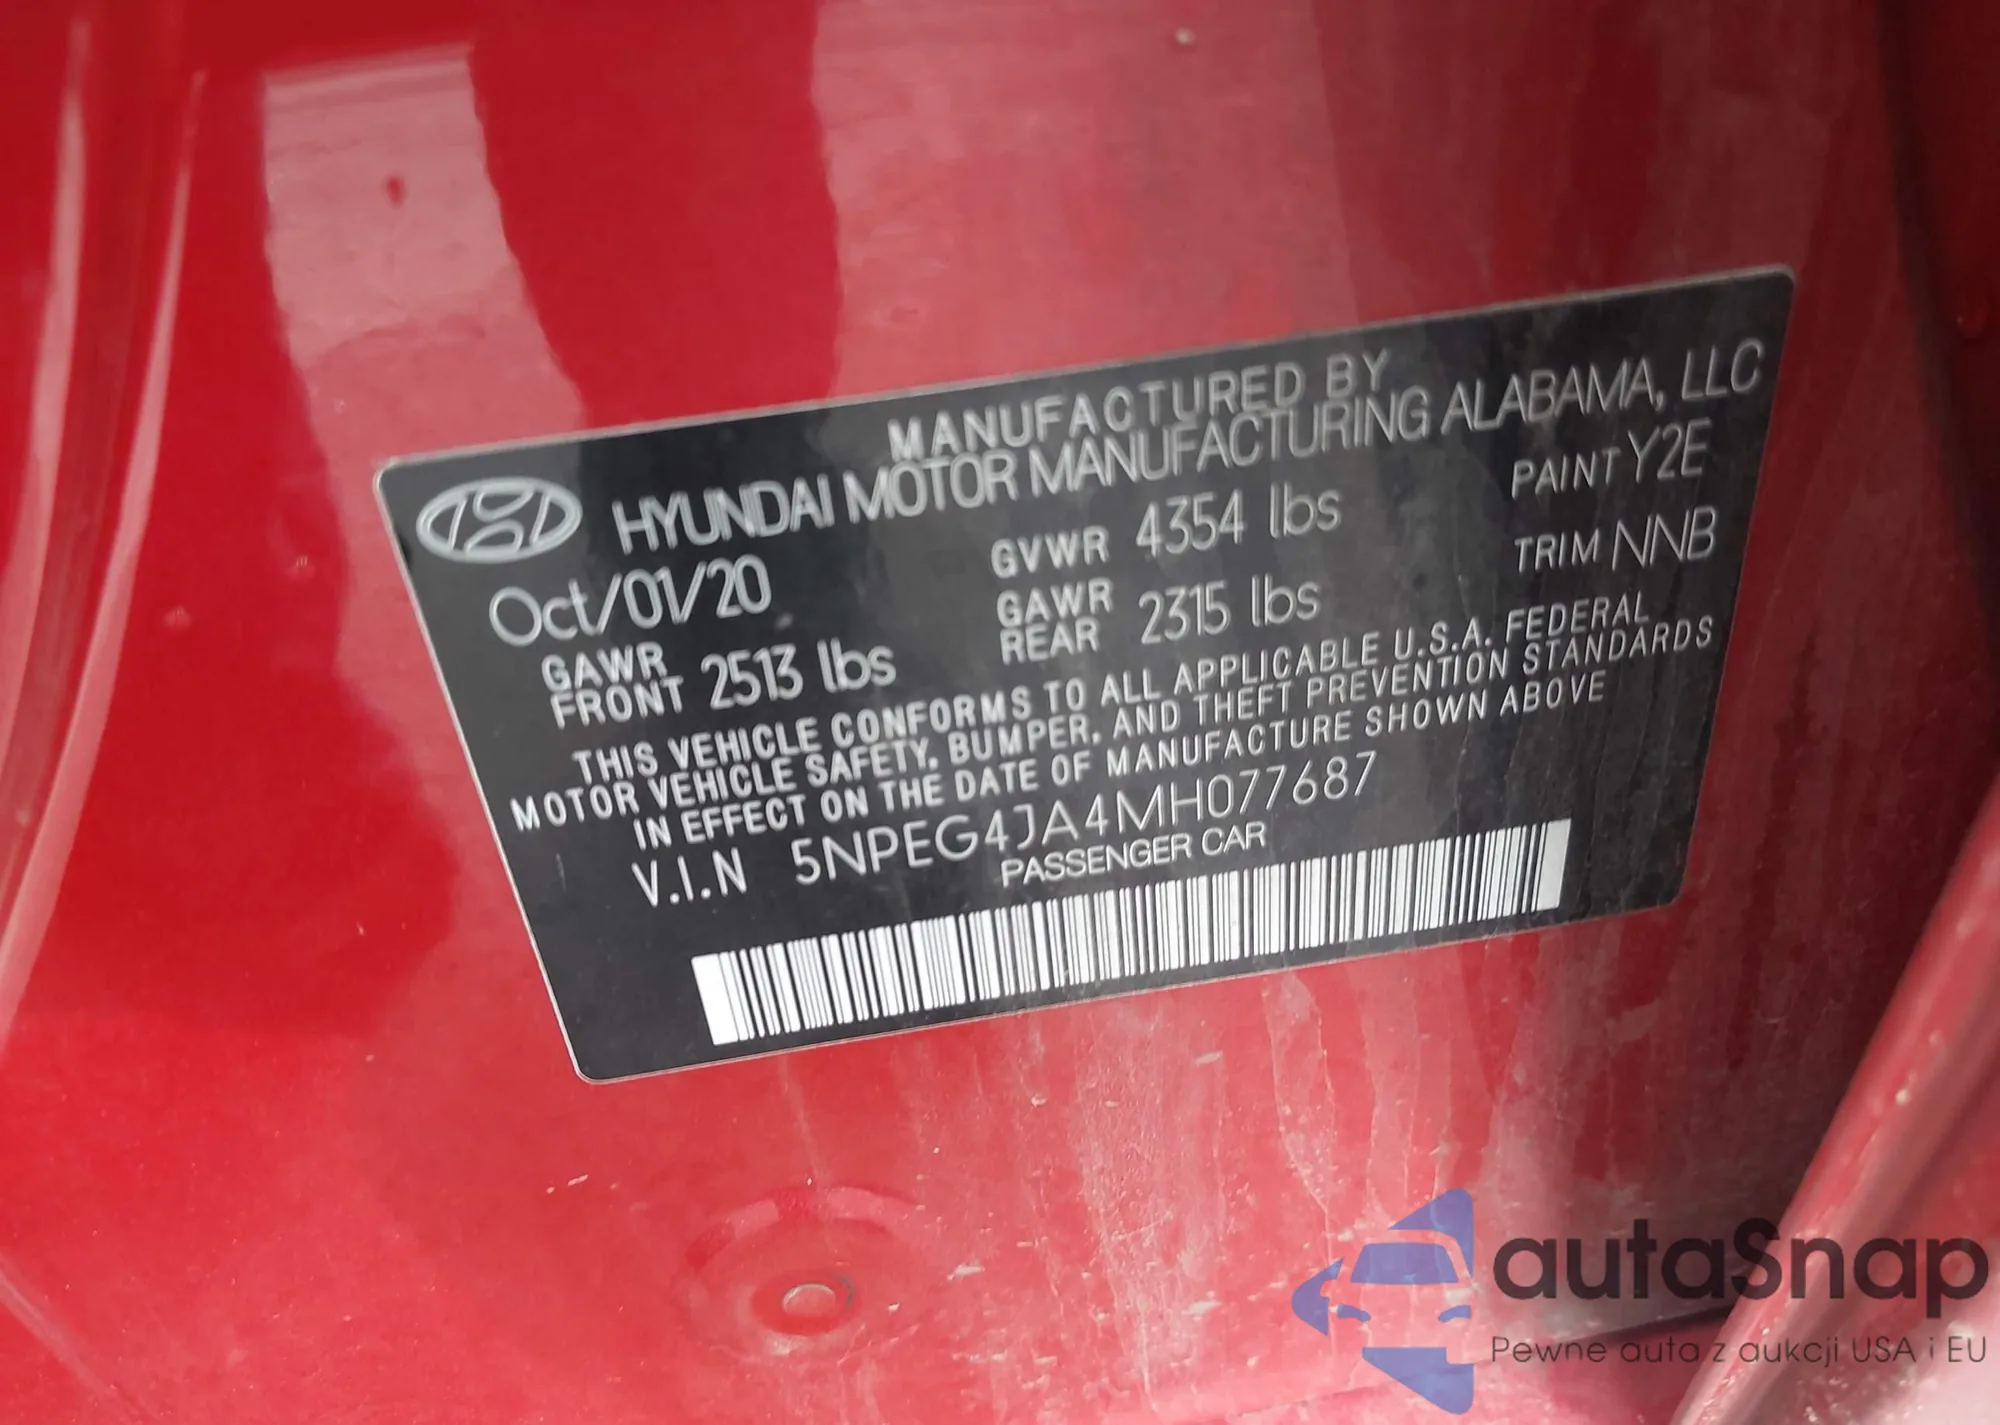 MANUFACTURED BY
HYUNDAI MOTOR MANUFACTURING ALABAMA, LLC
Oct/01/20 GVWR 4354 lbs PAINT Y2E
GAWR FRONT 2513 lbs GAWR REAR 2315 lbs TRIM NNB
THIS VEHICLE CONFORMS TO ALL APPLICABLE U.S.A. FEDERAL
MOTOR VEHICLE SAFETY, BUMPER, AND THEFT PREVENTION STANDARDS
IN EFFECT ON THE DATE OF MANUFACTURE SHOWN ABOVE
V.I.N 5NPEG4JA4MH077687
PASSENGER CAR
autaSnap
Pewne auta z aukcji USA i EU